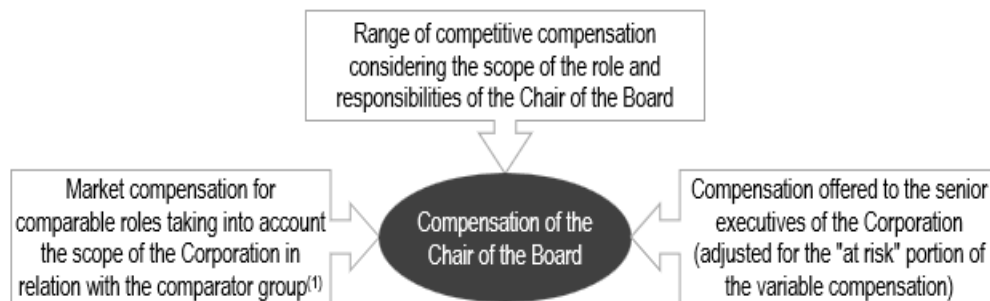 Range of competitive compensation
considering the scope of the role and
responsibilities of the Chair of the Board
Market compensation for
comparable roles taking into account
the scope of the Corporation in
relation with the comparator group(1)
Compensation of the
Chair of the Board
Compensation offered to the senior
executives of the Corporation
(adjusted for the "at risk" portion of
the variable compensation)